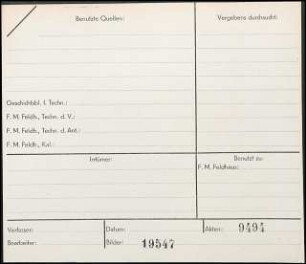 Benutzte Quellen:
Vergebens durchsucht:
Geschichtsbl. f. Techn.:
F. M. Feldh., Techn. d. V.:
F. M. Feldh., Techn. d. Ant.:
F. M. Feldh., Kal.:
Irrtümer:
Benutzt zu:
F. M. Feldhaus:
Verfasser:
Datum:
Akten: 9494
Bearbeiter:
Bilder: 19547